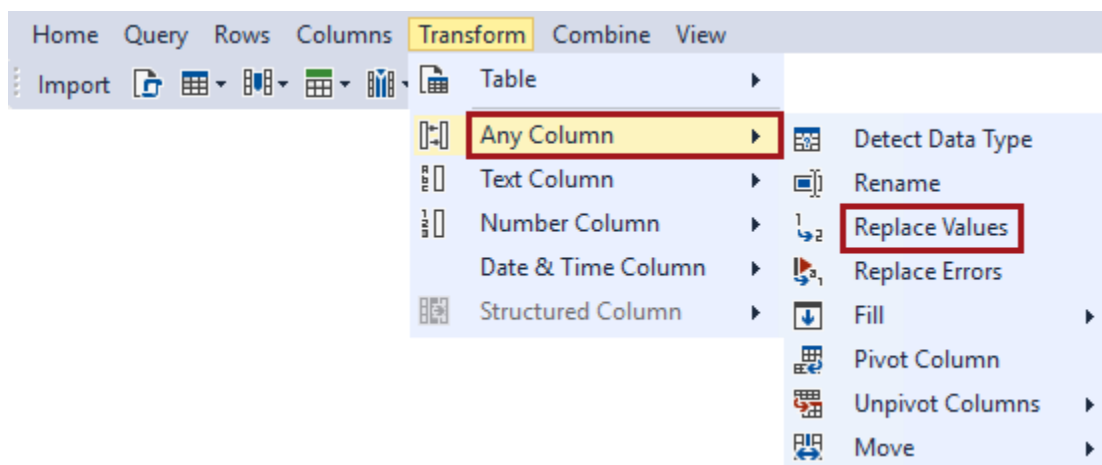 Home Query Rows Columns Transform Combine View
Import
Table
Any Column
Text Column
Number Column
Date & Time Column
Structured Column
Detect Data Type
Rename
Replace Values
Replace Errors
Fill
Pivot Column
Unpivot Columns
Move